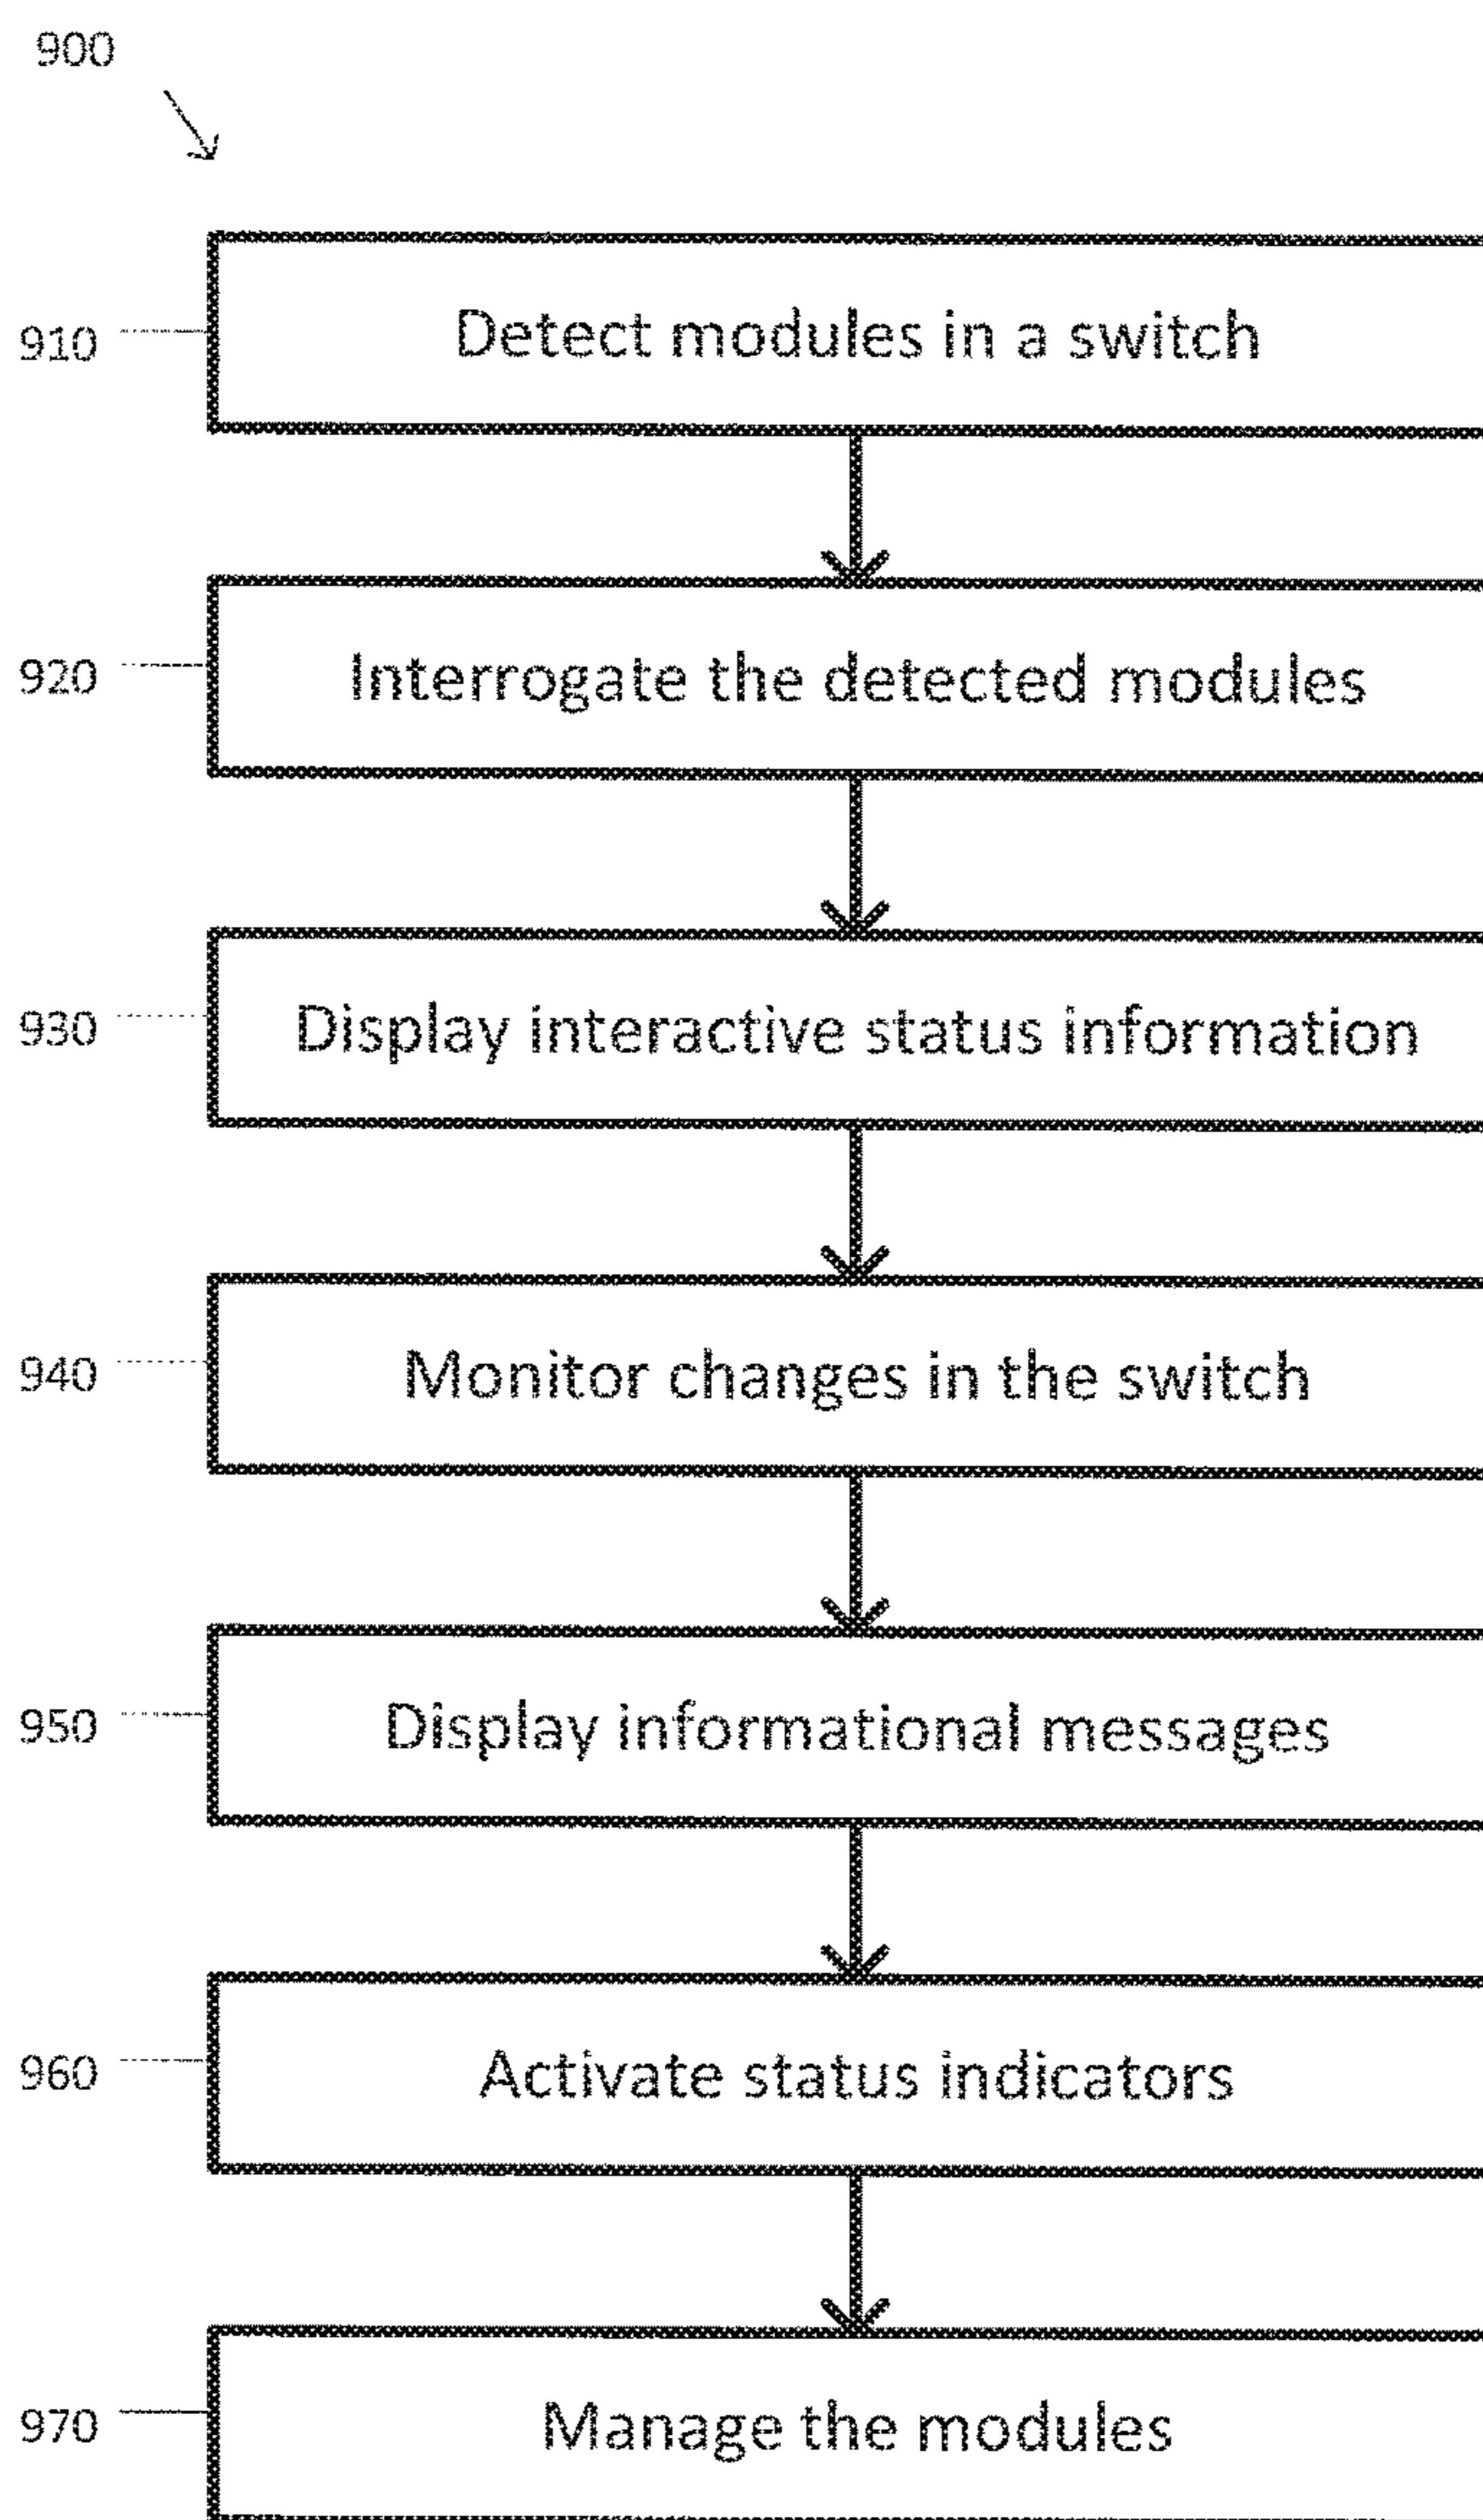 900
910 Detect modules in a switch
920 Interrogate the detected modules
930 Display interactive status information
940 Monitor changes in the switch
950 Display informational messages
960 Activate status indicators
970 Manage the modules